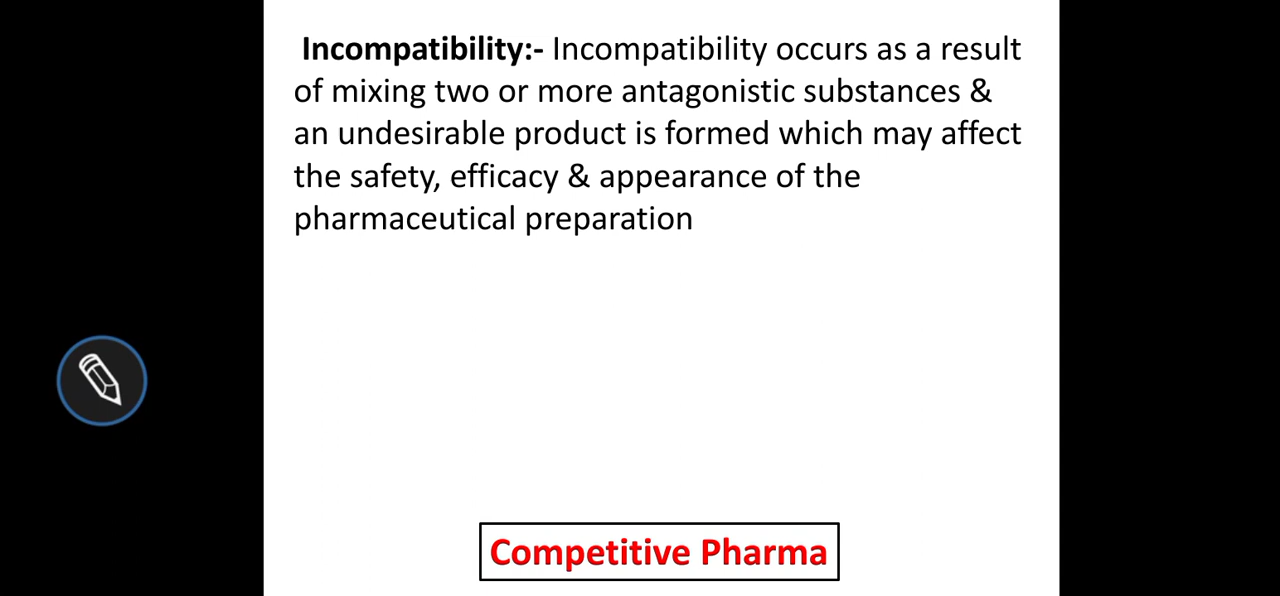 Incompatibility:- Incompatibility occurs as a result
of mixing two or more antagonistic substances &
an undesirable product is formed which may affect
the safety, efficacy & appearance of the
pharmaceutical preparation
Competitive Pharma